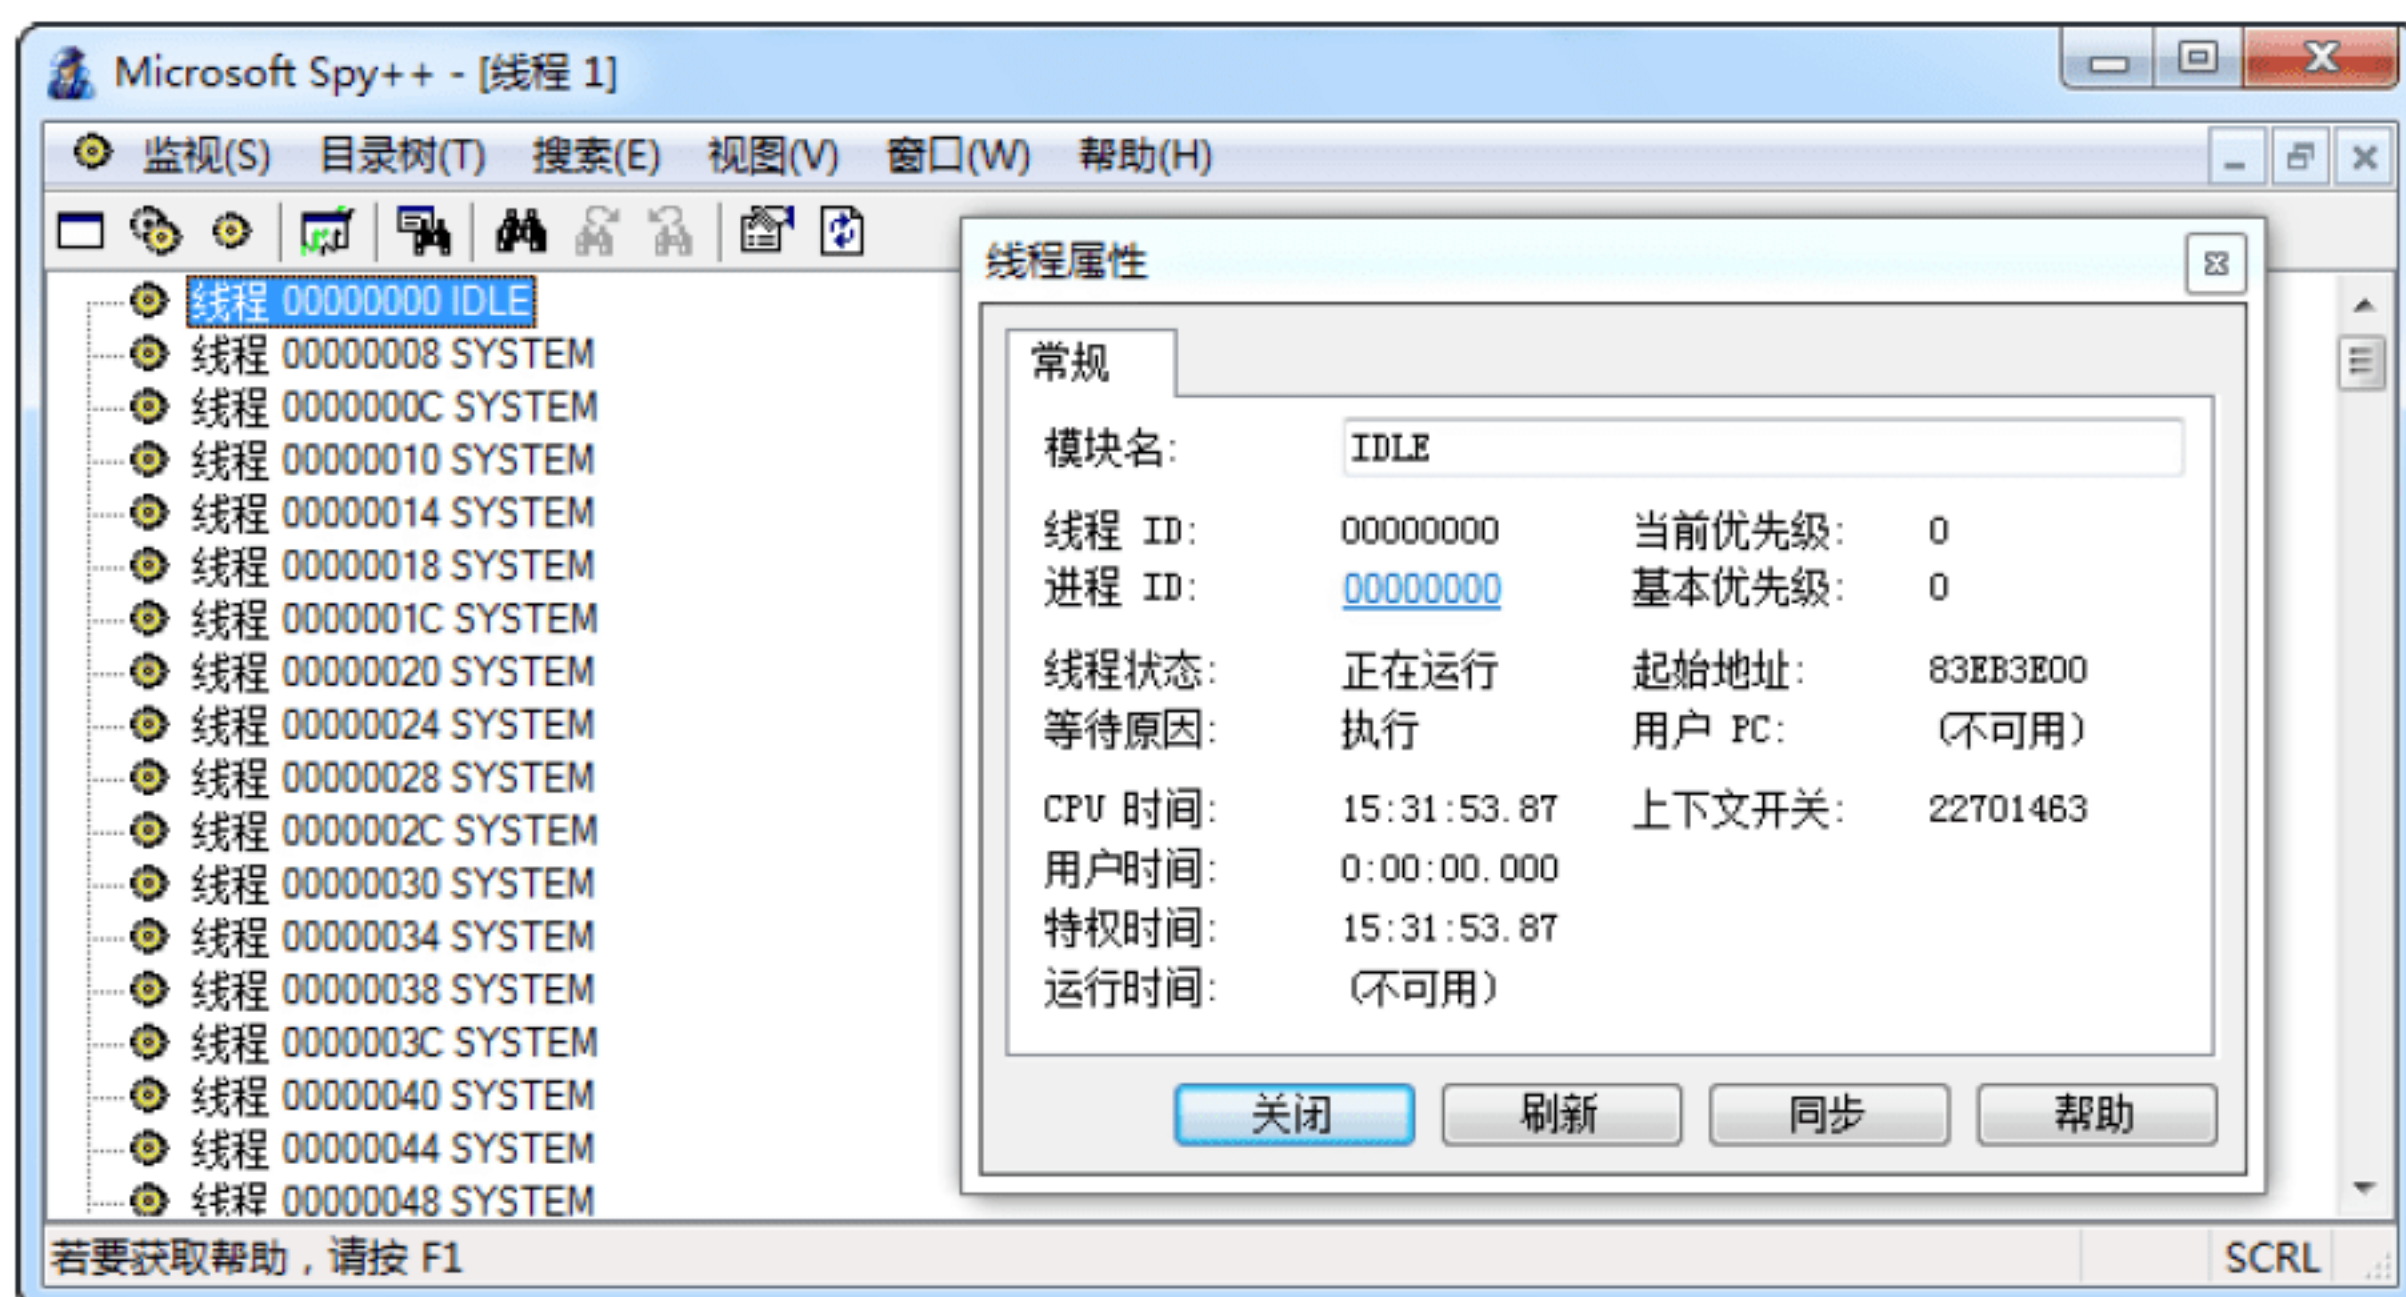 Microsoft Spy++ - [线程 1]
监视(S) 目录树(T) 搜索(E) 视图(V) 窗口(W) 帮助(H)
线程 00000000 IDLE
线程 00000008 SYSTEM
线程 0000000C SYSTEM
线程 00000010 SYSTEM
线程 00000014 SYSTEM
线程 00000018 SYSTEM
线程 0000001C SYSTEM
线程 00000020 SYSTEM
线程 00000024 SYSTEM
线程 00000028 SYSTEM
线程 0000002C SYSTEM
线程 00000030 SYSTEM
线程 00000034 SYSTEM
线程 00000038 SYSTEM
线程 0000003C SYSTEM
线程 00000040 SYSTEM
线程 00000044 SYSTEM
线程 00000048 SYSTEM
线程属性
常规
模块名: IDLE
线程 ID: 00000000 当前优先级: 0
进程 ID: 00000000 基本优先级: 0
线程状态: 正在运行 起始地址: 83EB3E00
等待原因: 执行 用户 PC: (不可用)
CPU 时间: 15:31:53.87 上下文开关: 22701463
用户时间: 0:00:00.000
特权时间: 15:31:53.87
运行时间: (不可用)
关闭 刷新 同步 帮助
若要获取帮助，请按 F1 SCRL